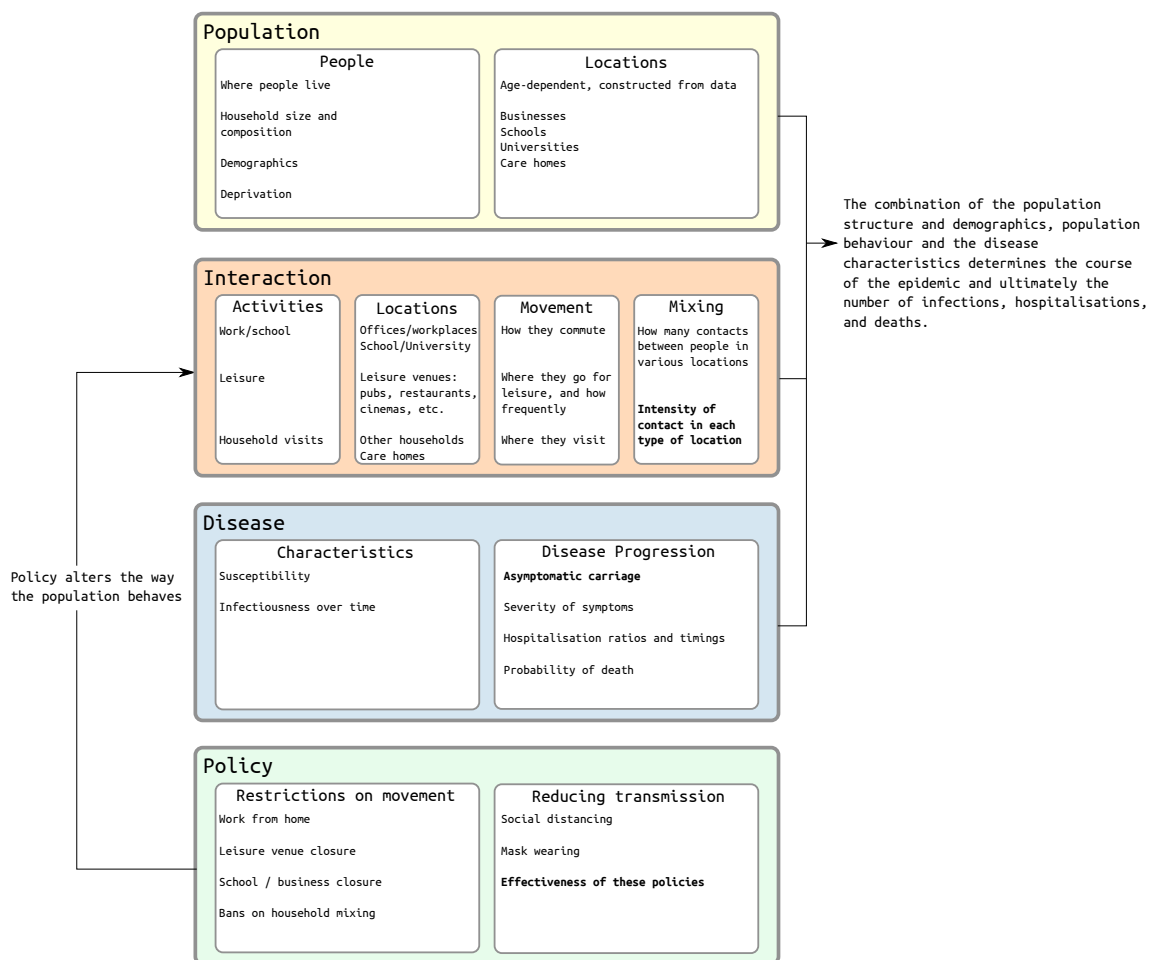 Population
People
Where people live
Household size and
composition
Demographics
Deprivation
Locations
Age-dependent, constructed from data
Businesses
Schools
Universities
Care homes
The combination of the population
structure and demographics, population
behaviour and the disease
characteristics determines the course
of the epidemic and ultimately the
number of infections, hospitalisations,
and deaths.
Interaction
Activities
Work/school
Leisure
Household visits
Locations
Offices/workplaces
School/University
Leisure venues:
pubs, restaurants,
cinemas, etc.
Other households
Care homes
Movement
How they commute
Where they go for
leisure, and how
frequently
Where they visit
Mixing
How many contacts
between people in
various locations
Intensity of
contact in each
type of location
Disease
Characteristics
Susceptibility
Infectiousness over time
Disease Progression
Asymptomatic carriage
Severity of symptoms
Hospitalisation ratios and timings
Probability of death
Policy alters the way
the population behaves
Policy
Restrictions on movement
Work from home
Leisure venue closure
School / business closure
Bans on household mixing
Reducing transmission
Social distancing
Mask wearing
Effectiveness of these policies